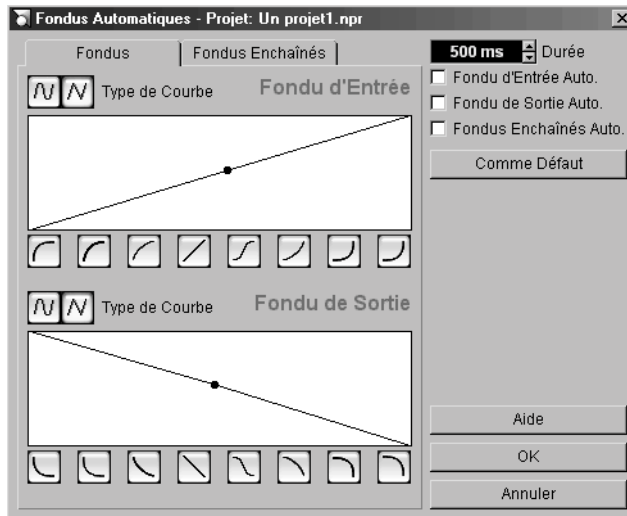 Fondus Automatiques - Projet: Un projet1.npr
Fondus
Fondus Enchaînés
Type de Courbe
Fondu d'Entrée
Type de Courbe
Fondu de Sortie
500 ms
Durée
Fondu d'Entrée Auto.
Fondu de Sortie Auto.
Fondus Enchaînés Auto.
Comme Défaut
Aide
OK
Annuler